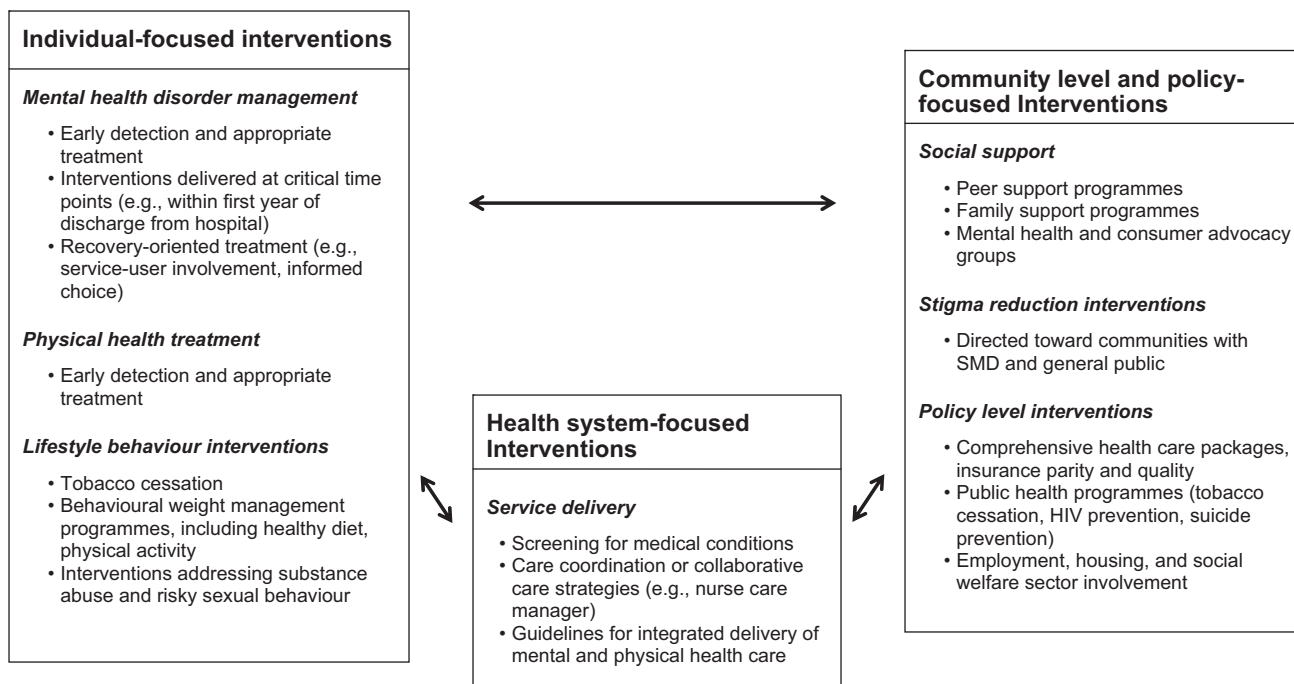 Individual-focused interventions
Mental health disorder management
• Early detection and appropriate
treatment
• Interventions delivered at critical time
points (e.g., within first year of
discharge from hospital)
• Recovery-oriented treatment (e.g.,
service-user involvement, informed
choice)
Physical health treatment
• Early detection and appropriate
treatment
Lifestyle behaviour interventions
• Tobacco cessation
• Behavioural weight management
programmes, including healthy diet,
physical activity
• Interventions addressing substance
abuse and risky sexual behaviour
Health system-focused
Interventions
Service delivery
• Screening for medical conditions
• Care coordination or collaborative
care strategies (e.g., nurse care
manager)
• Guidelines for integrated delivery of
mental and physical health care
Community level and policy-
focused Interventions
Social support
• Peer support programmes
• Family support programmes
• Mental health and consumer advocacy
groups
Stigma reduction interventions
• Directed toward communities with
SMD and general public
Policy level interventions
• Comprehensive health care packages,
insurance parity and quality
• Public health programmes (tobacco
cessation, HIV prevention, suicide
prevention)
• Employment, housing, and social
welfare sector involvement